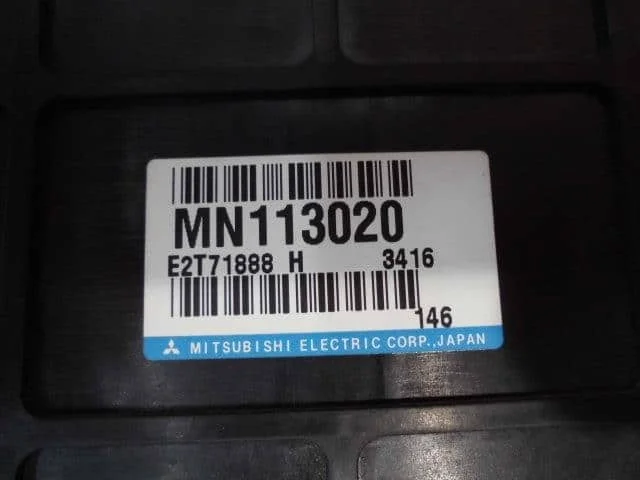 MN113020
E2T71888 H 3416
146
MITSUBISHI ELECTRIC CORP., JAPAN